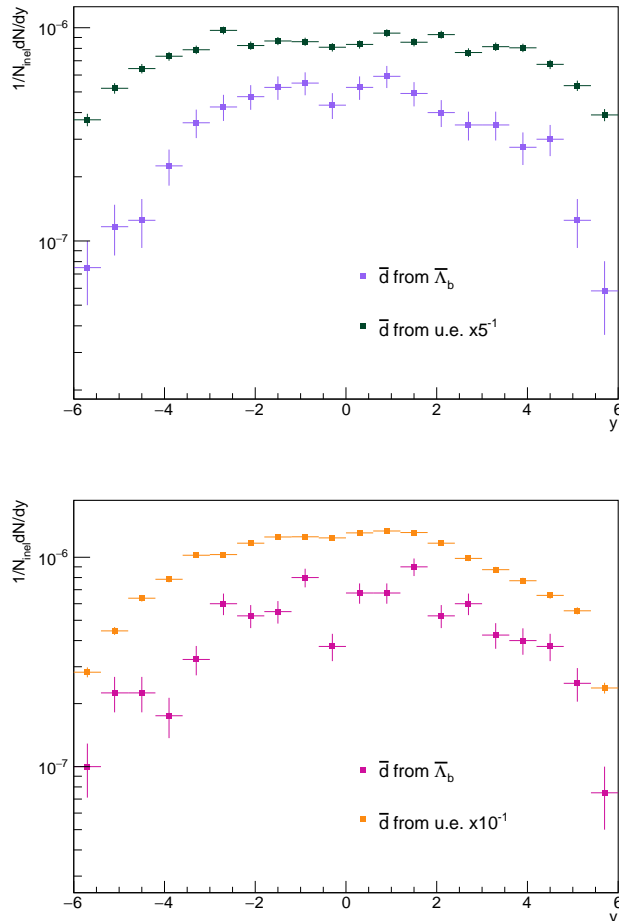 1/N_inel dN/dy
10⁻⁶
10⁻⁷
d̅ from Λ̅_b
d̅ from u.e. x5⁻¹
−6 −4 −2 0 2 4 6
y
1/N_inel dN/dy
10⁻⁶
10⁻⁷
d̅ from Λ̅_b
d̅ from u.e. x10⁻¹
−6 −4 −2 0 2 4 6
y